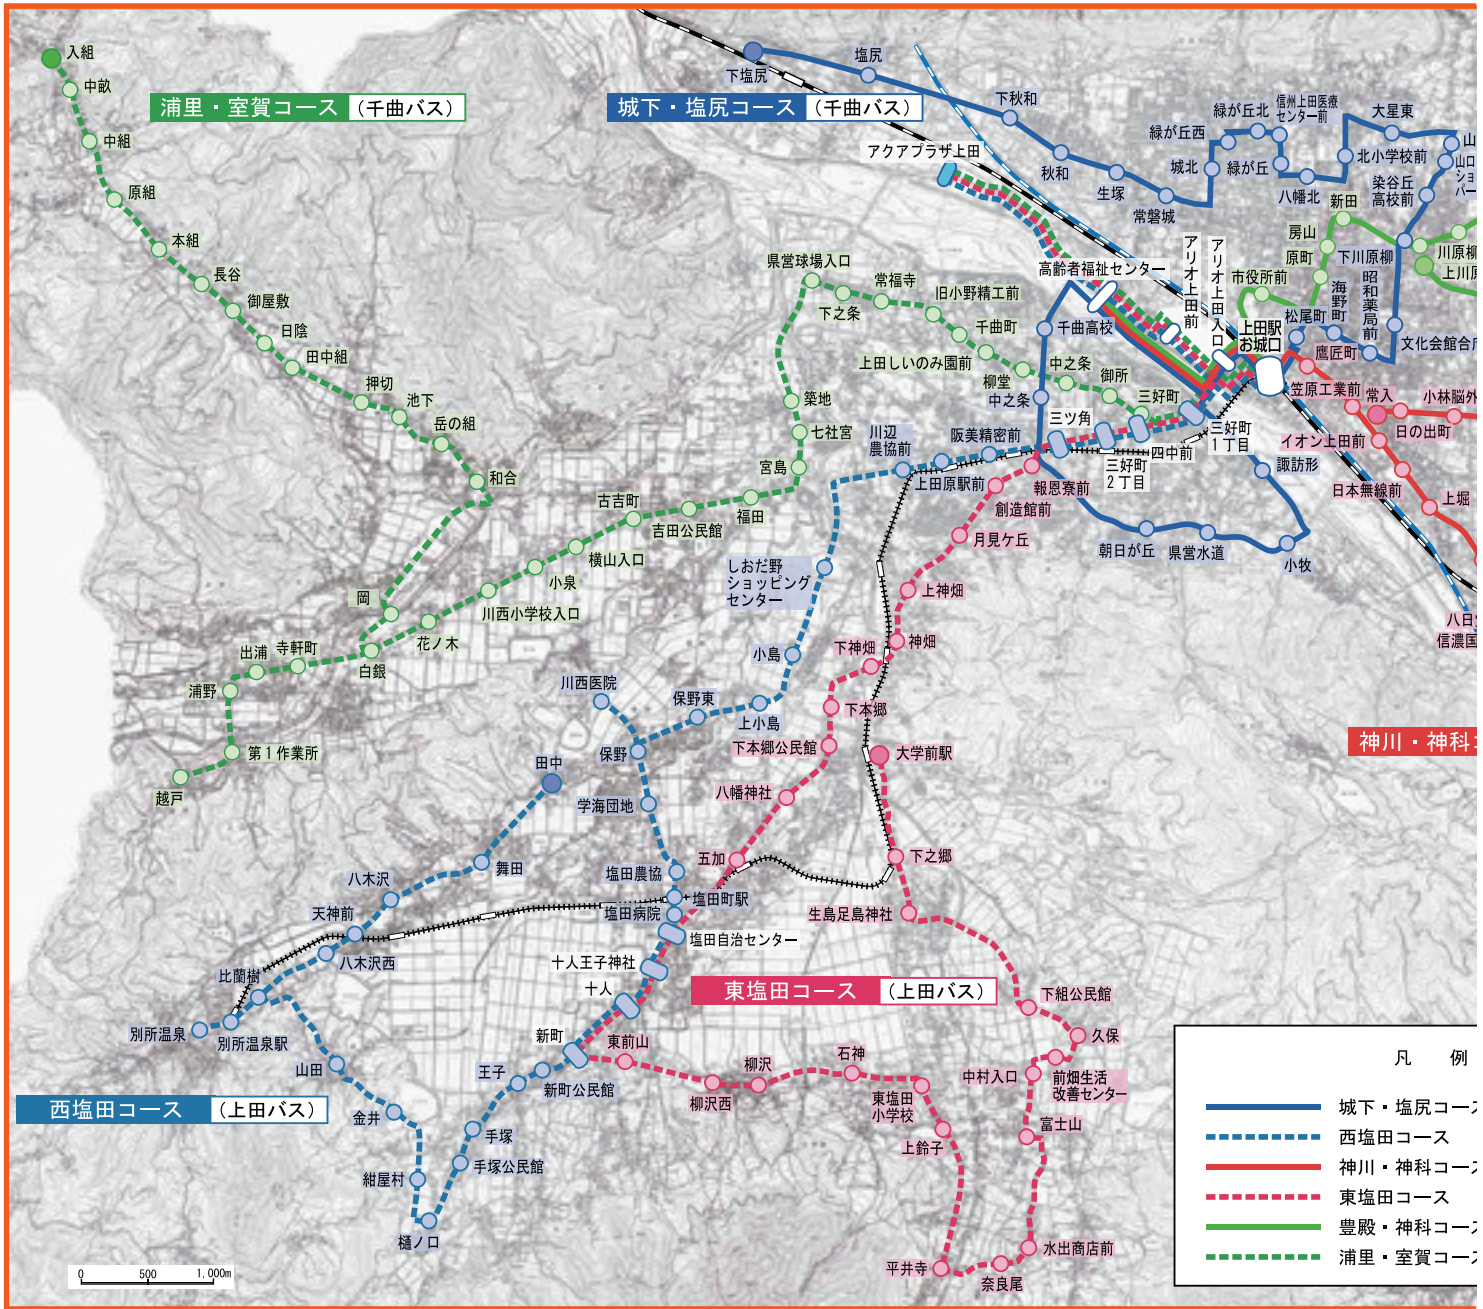 入組
中畝
中組
原組
本組
長谷
御屋敷
日陰
田中組
押切
池下
岳の組
和合
浦里・室賀コース
(千曲バス)
城下・塩尻コース
(千曲バス)
下塩尻
塩尻
下秋和
秋和
生塚
常磐城
城北
緑が丘西
緑が丘北
緑が丘
信州上田医療
センター前
八幡北
北小学校前
大星東
山
山口
ショ
パー
染谷丘
高校前
新田
房山
原町
下川原柳
川原柳
上川原
市役所前
海野町
昭和薬局前
松尾町
文化会館合庁
アクアプラザ上田
高齢者福祉センター
アリオ上田前
アリオ上田入口
上田駅
お城口
鷹匠町
笠原工業前
常入
小林脳外
日の出町
イオン上田前
日本無線前
上堀
八日
信濃国
県営球場入口
下之条
常福寺
旧小野精工前
千曲町
上田しいのみ園前
柳堂
中之条
中之条
御所
三好町
千曲高校
築地
七社宮
宮島
福田
吉田公民館
古吉町
横山入口
小泉
川西小学校入口
花ノ木
岡
白銀
寺軒町
出浦
浦野
第1作業所
越戸
川辺
農協前
阪美精密前
三ツ角
上田原駅前
四中前
三好町
2丁目
三好町
1丁目
報恩寮前
創造館前
諏訪形
朝日が丘
県営水道
小牧
月見ケ丘
上神畑
神畑
下神畑
下本郷
下本郷公民館
八幡神社
五加
しおだ野
ショッピング
センター
小島
上小島
保野東
川西医院
保野
学海団地
塩田農協
塩田町駅
塩田病院
塩田自治センター
十人王子神社
十人
新町
田中
舞田
八木沢
天神前
八木沢西
比蘭樹
別所温泉
別所温泉駅
山田
金井
紺屋村
樋ノ口
手塚公民館
手塚
王子
新町公民館
大学前駅
下之郷
生島足島神社
下組公民館
久保
前畑生活
改善センター
中村入口
富士山
水出商店前
奈良尾
平井寺
上鈴子
東塩田
小学校
石神
柳沢
柳沢西
東前山
東塩田コース
(上田バス)
西塩田コース
(上田バス)
神川・神科コ
凡 例
城下・塩尻コース
西塩田コース
神川・神科コース
東塩田コース
豊殿・神科コース
浦里・室賀コース
0 500 1,000m